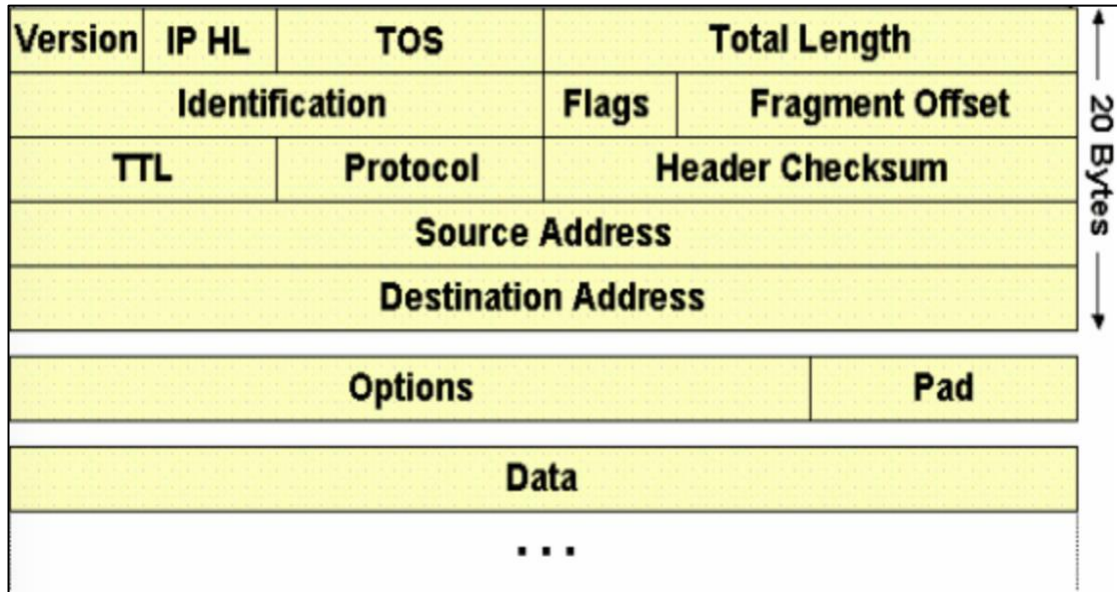 Version IP HL TOS Total Length
Identification Flags Fragment Offset
TTL Protocol Header Checksum
Source Address
Destination Address
20 Bytes
Options Pad
Data
...